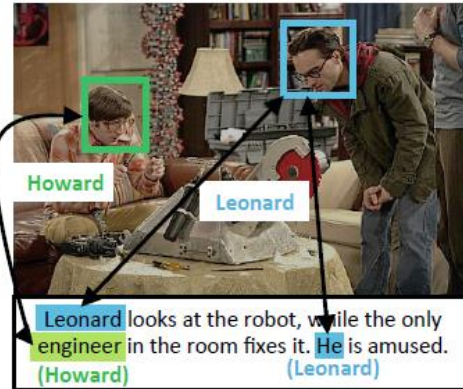 Howard
Leonard
Leonard looks at the robot, while the only
engineer in the room fixes it. He is amused.
(Howard)
(Leonard)